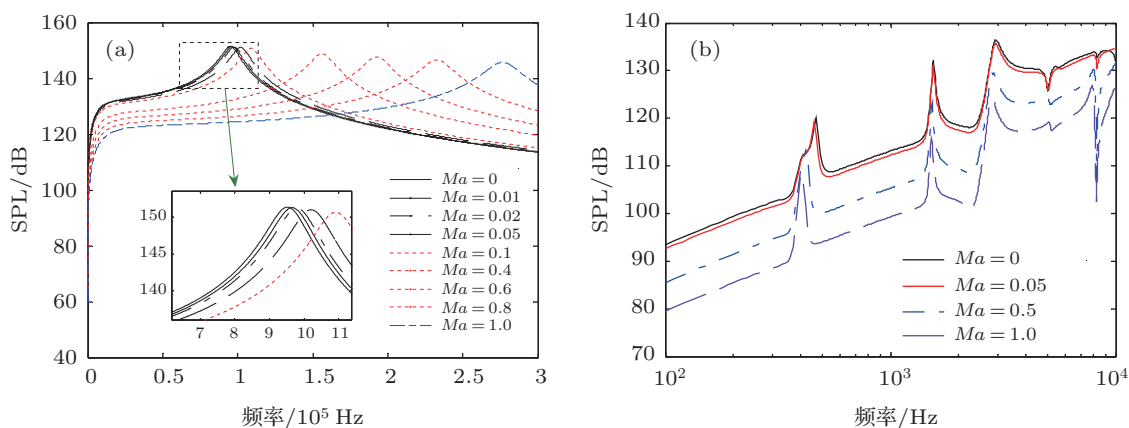 (a)
SPL/dB
160
140
120
100
80
60
40
0
0.5
1
1.5
2
2.5
3
频率/10⁵ Hz
150
145
140
7
8
9
10
11
Ma = 0
Ma = 0.01
Ma = 0.02
Ma = 0.05
Ma = 0.1
Ma = 0.4
Ma = 0.6
Ma = 0.8
Ma = 1.0
(b)
SPL/dB
140
130
120
110
100
90
80
70
10²
10³
10⁴
频率/Hz
Ma = 0
Ma = 0.05
Ma = 0.5
Ma = 1.0